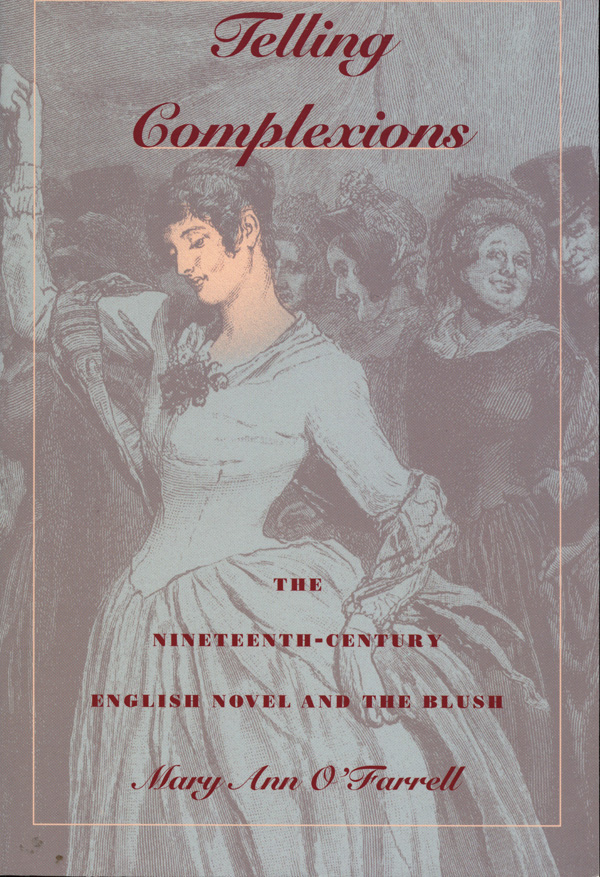 Telling
Complexions
THE
NINETEENTH-CENTURY
ENGLISH NOVEL AND THE BLUSH
Mary Ann O'Farrell